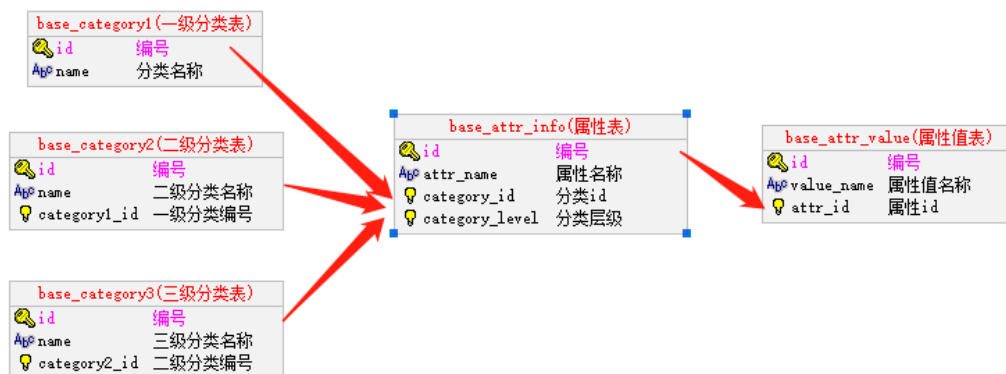 base_category1(一级分类表)
id 编号
Abc name 分类名称
base_category2(二级分类表)
id 编号
Abc name 二级分类名称
category1_id 一级分类编号
base_category3(三级分类表)
id 编号
Abc name 三级分类名称
category2_id 二级分类编号
base_attr_info(属性表)
id 编号
Abc attr_name 属性名称
category_id 分类id
category_level 分类层级
base_attr_value(属性值表)
id 编号
Abc value_name 属性值名称
attr_id 属性id